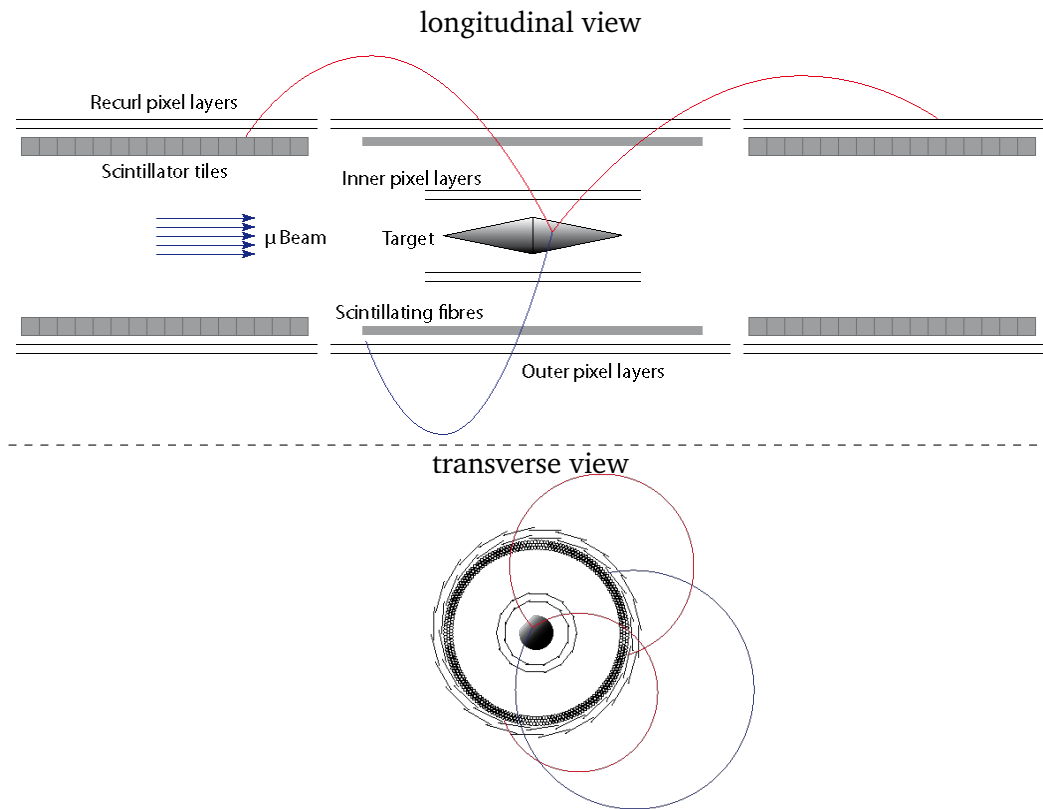 longitudinal view
Recurl pixel layers
Scintillator tiles
Inner pixel layers
μ Beam
Target
Scintillating fibres
Outer pixel layers
transverse view